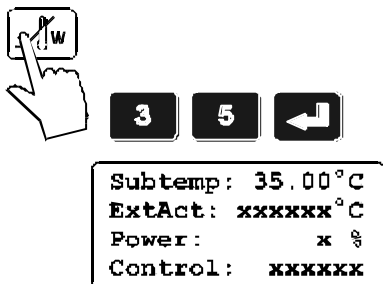 w
3 5
Subtemp: 35.00°C
ExtAct: xxxxxx°C
Power: x %
Control: xxxxxx